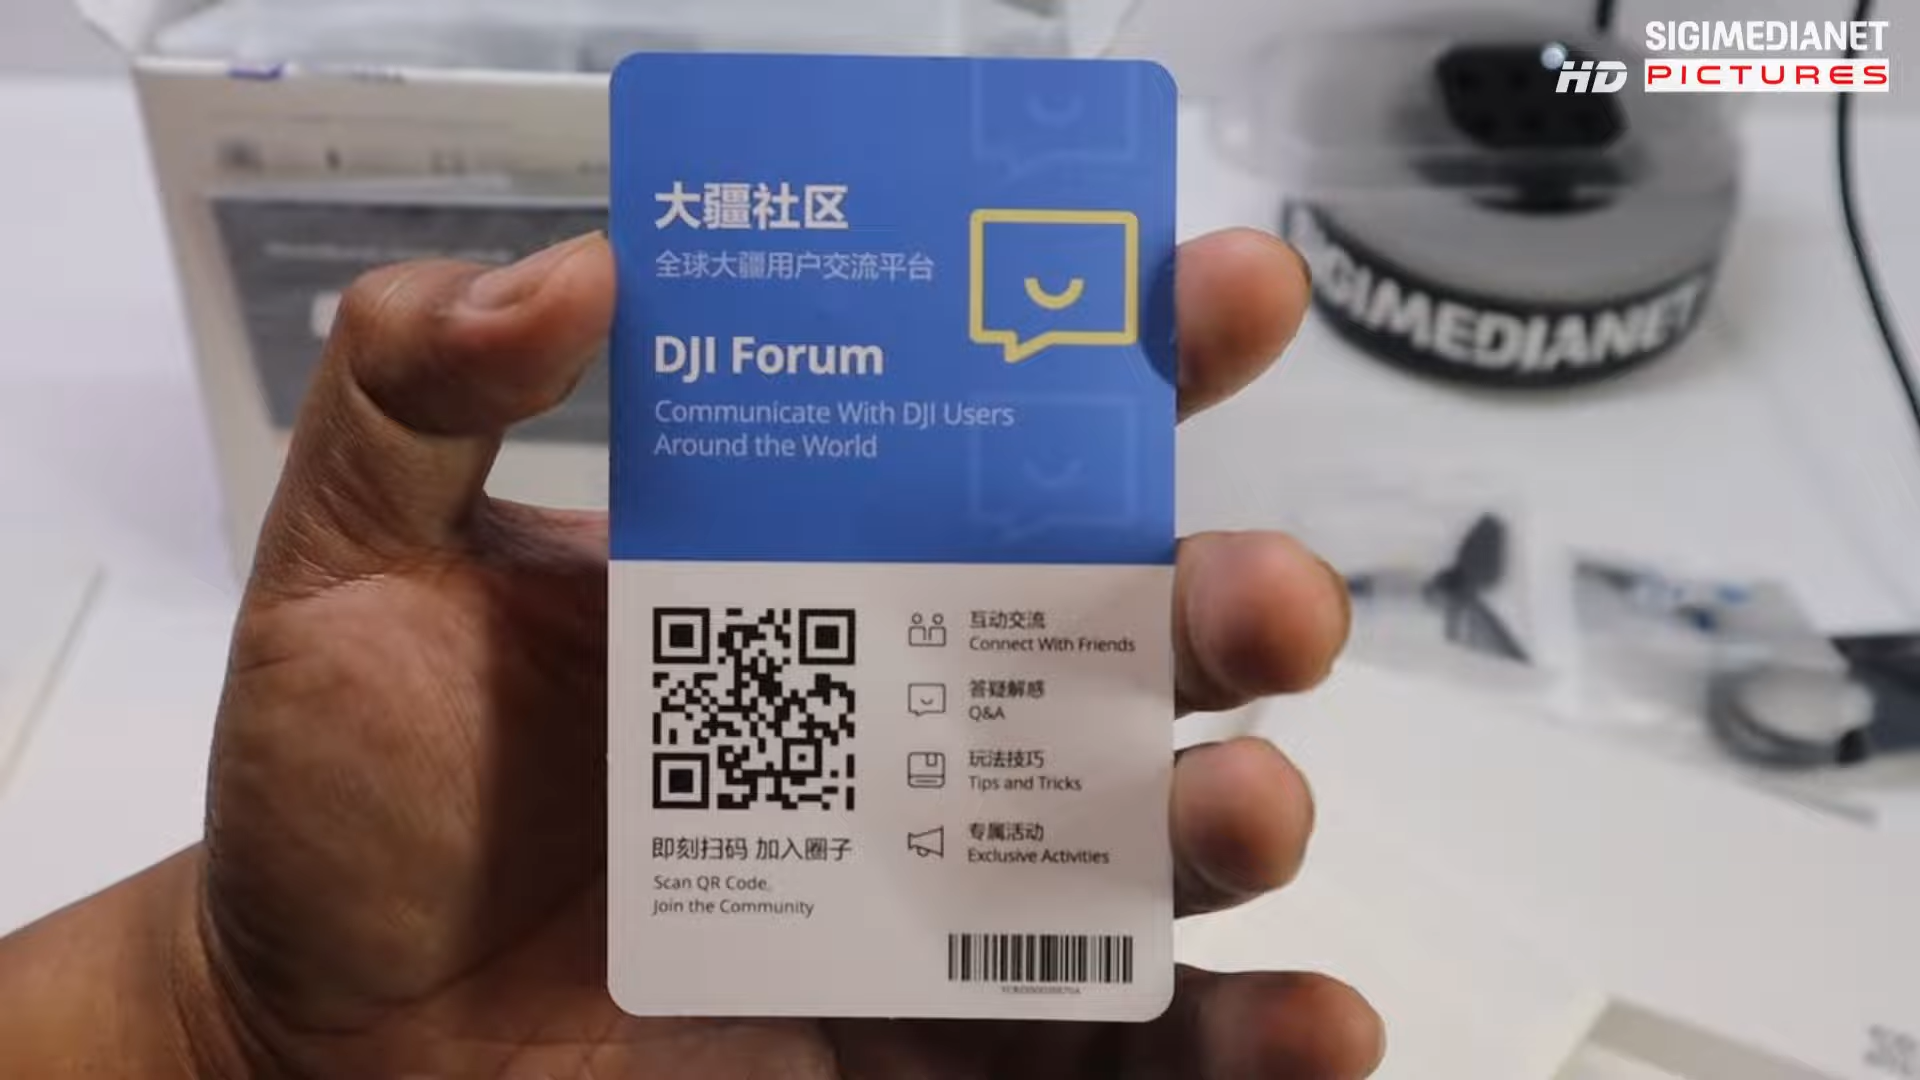 SIGIMEDIANET
HD PICTURES
大疆社区
全球大疆用户交流平台
DJI Forum
Communicate With DJI Users
Around the World
互动交流
Connect With Friends
答疑解惑
Q&A
玩法技巧
Tips and Tricks
专属活动
Exclusive Activities
即刻扫码 加入圈子
Scan QR Code,
Join the Community
SIGIMEDIANET